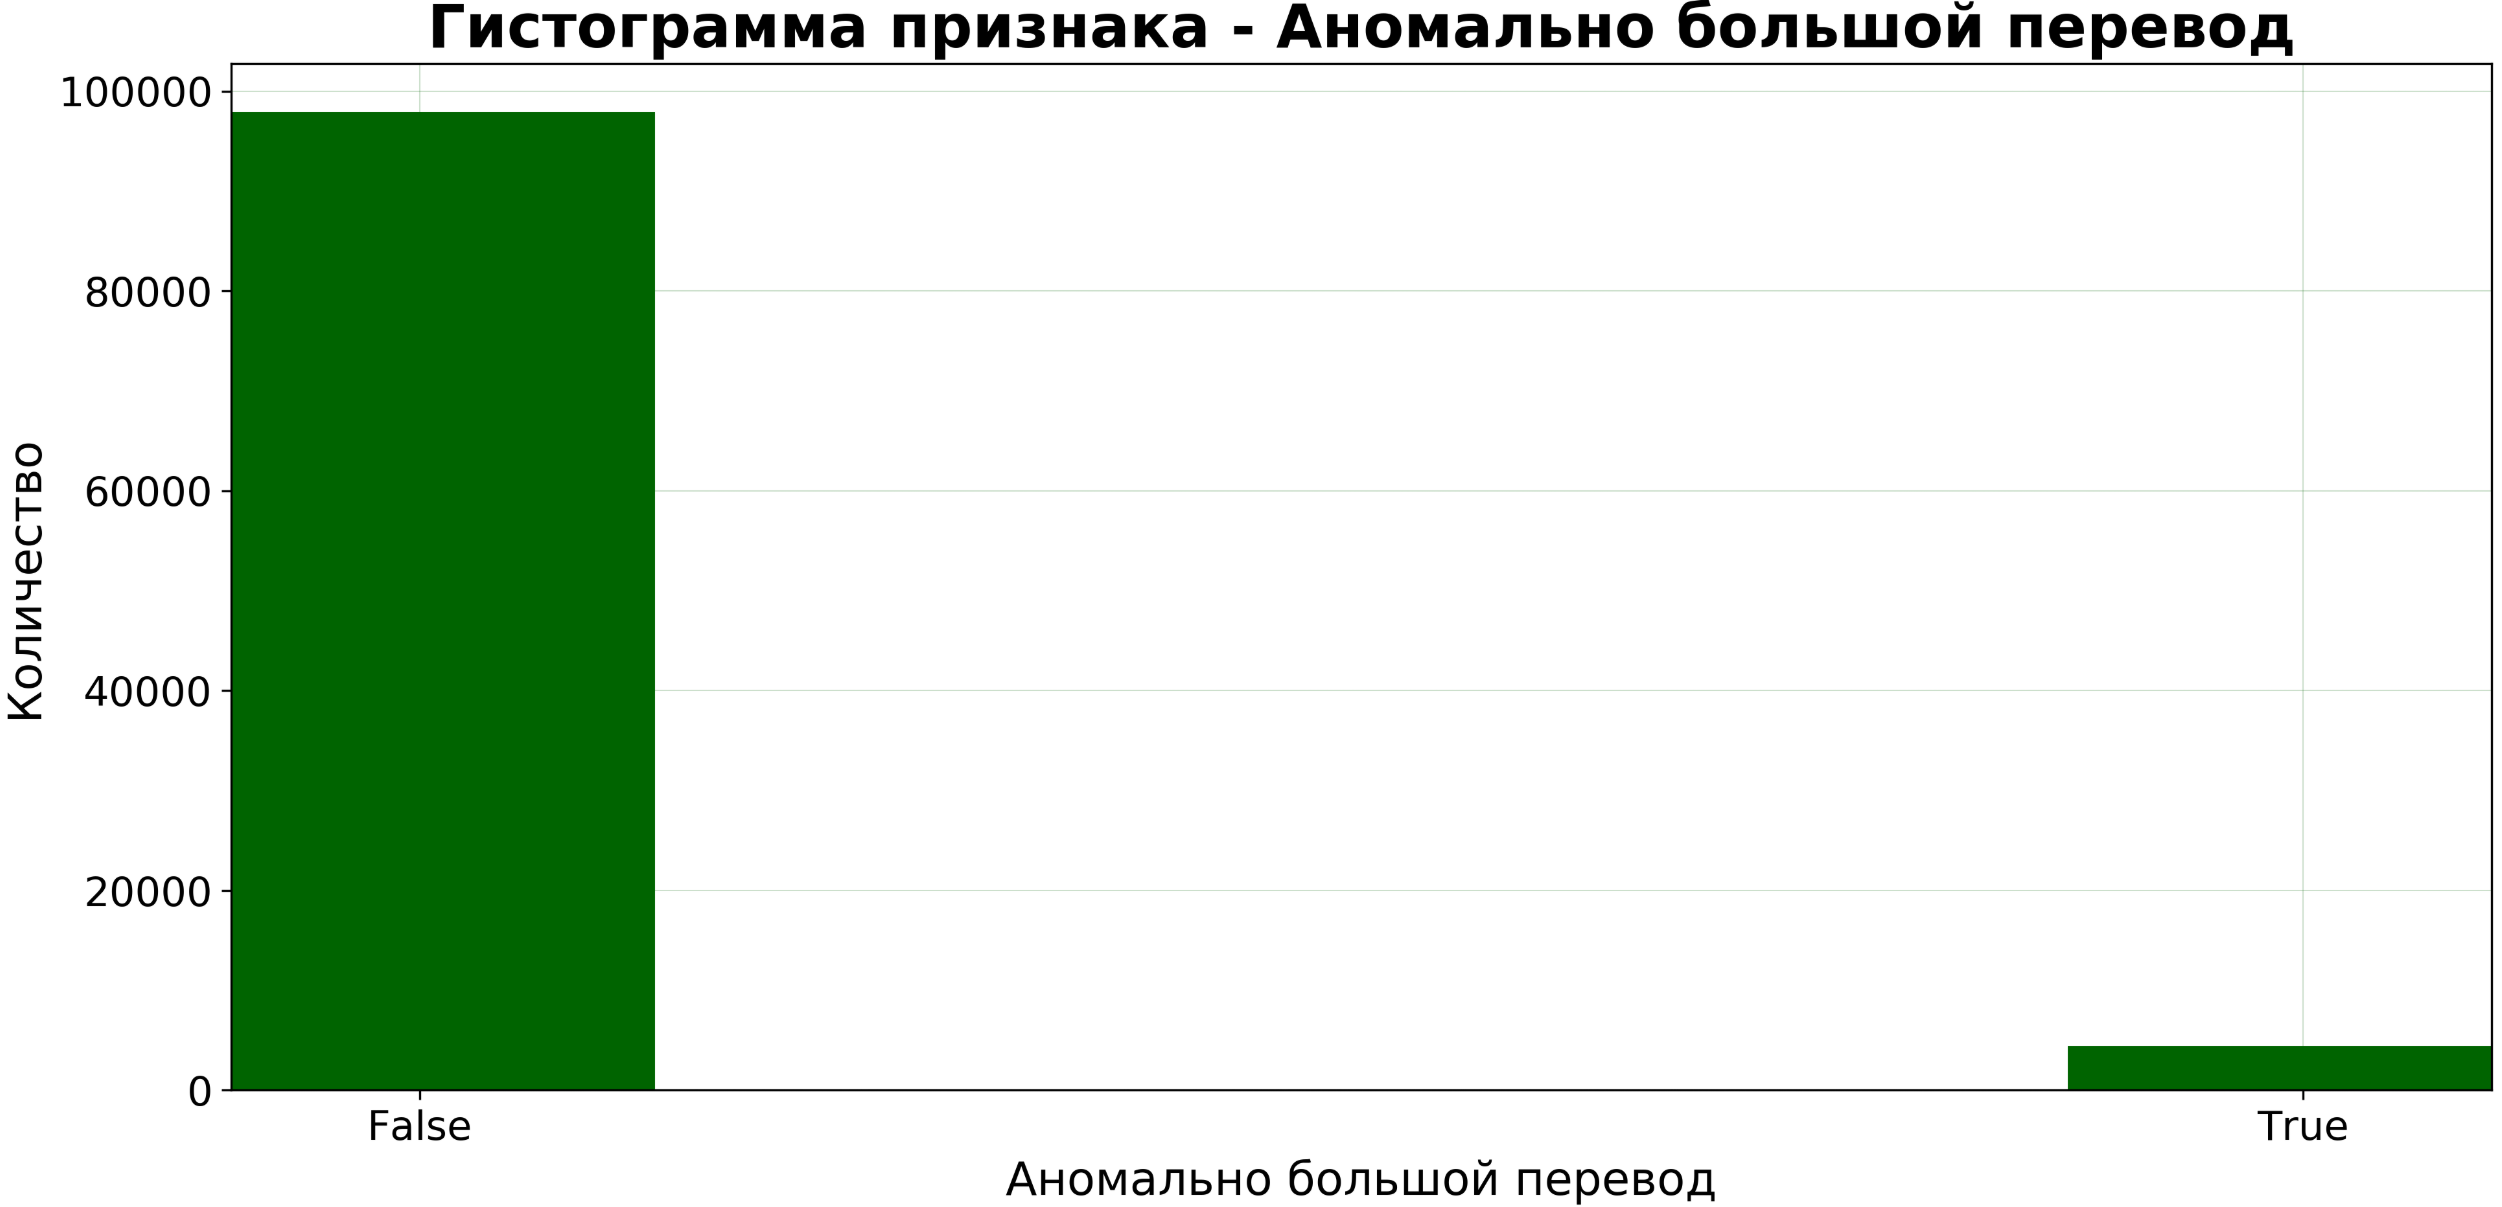 Гистограмма признака - Аномально большой перевод
100000
80000
60000
40000
20000
0
Количество
False
True
Аномально большой перевод